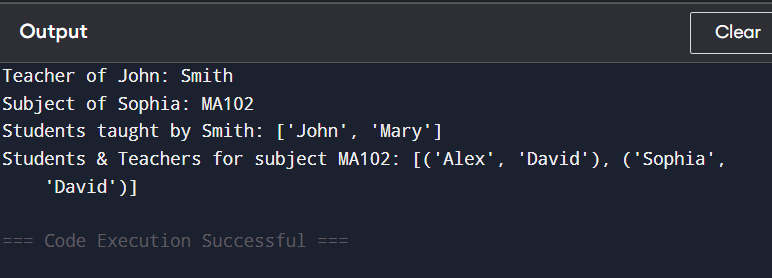 Output
Clear
Teacher of John: Smith
Subject of Sophia: MA102
Students taught by Smith: ['John', 'Mary']
Students & Teachers for subject MA102: [('Alex', 'David'), ('Sophia',
'David')]
=== Code Execution Successful ===